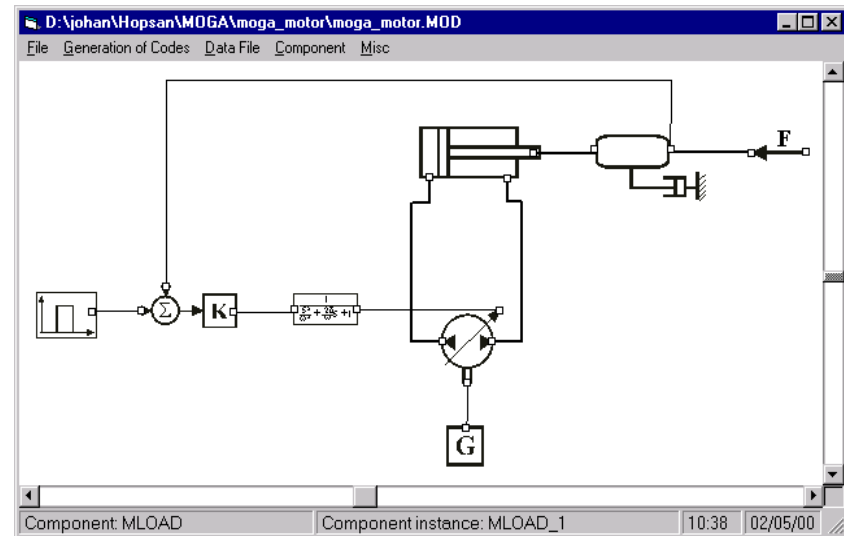 D:\johan\Hopsan\MOGA\moga_motor\moga_motor.MOD
File Generation of Codes Data File Component Misc
F
Σ
K
1
G
Component: MLOAD
Component instance: MLOAD_1
10:38
02/05/00